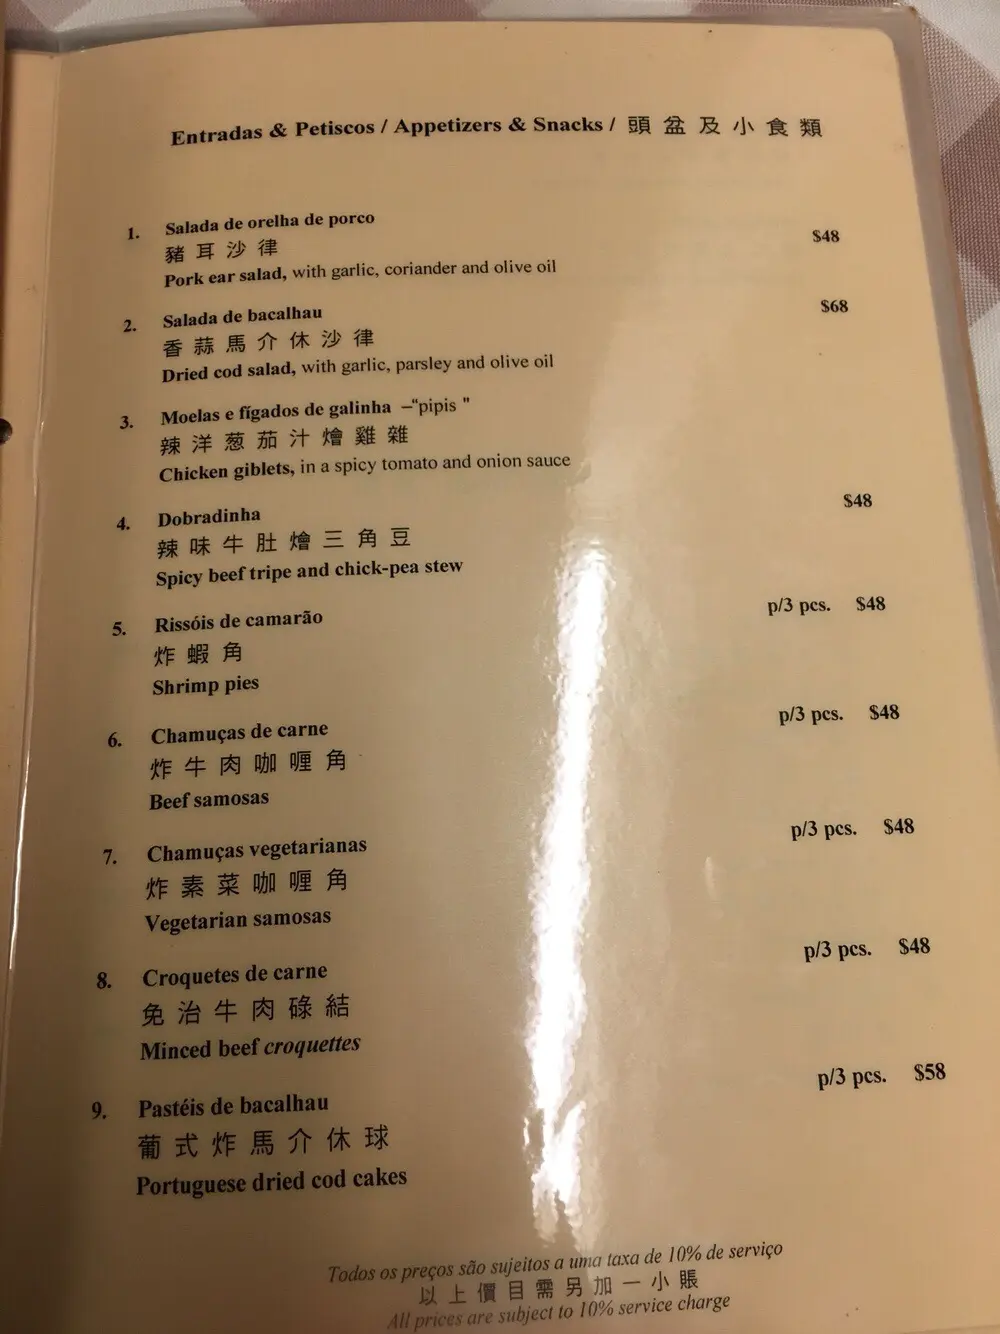 Entradas & Petiscos / Appetizers & Snacks / 頭盆及小食類
1. Salada de orelha de porco
豬耳沙律 $48
Pork ear salad, with garlic, coriander and olive oil
2. Salada de bacalhau $68
香蒜馬介休沙律
Dried cod salad, with garlic, parsley and olive oil
3. Moelas e fígados de galinha –“pipis "
辣洋葱茄汁燴雞雜
Chicken giblets, in a spicy tomato and onion sauce
4. Dobradinha $48
辣味牛肚燴三角豆
Spicy beef tripe and chick-pea stew
5. Rissóis de camarão p/3 pcs. $48
炸蝦角
Shrimp pies
6. Chamuças de carne p/3 pcs. $48
炸牛肉咖喱角
Beef samosas
7. Chamuças vegetarianas p/3 pcs. $48
炸素菜咖喱角
Vegetarian samosas
8. Croquetes de carne p/3 pcs. $48
免治牛肉碌結
Minced beef croquettes
9. Pastéis de bacalhau p/3 pcs. $58
葡式炸馬介休球
Portuguese dried cod cakes
Todos os preços são sujeitos a uma taxa de 10% de serviço
以上價目需另加一小賬
All prices are subject to 10% service charge